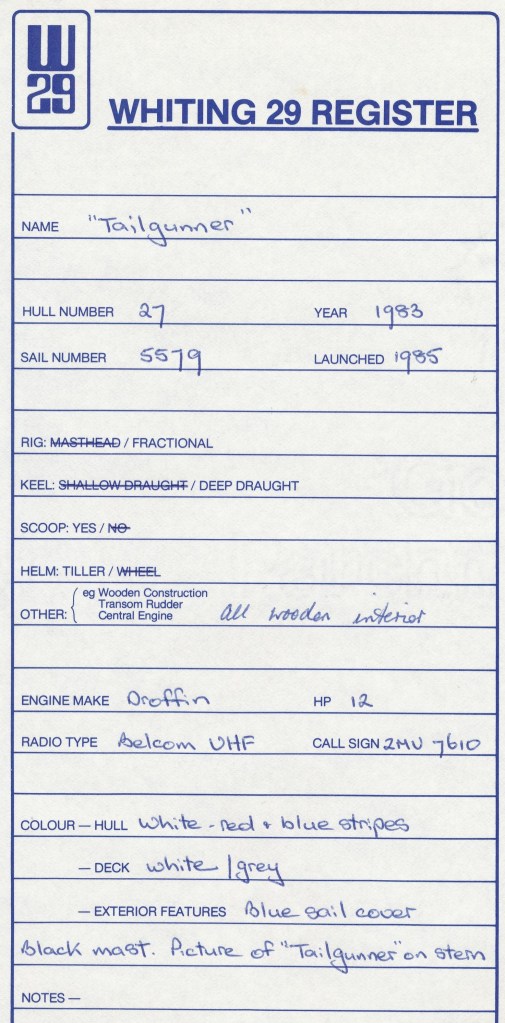 W
29
WHITING 29 REGISTER
NAME "Tailgunner"
HULL NUMBER 27 YEAR 1983
SAIL NUMBER 5579 LAUNCHED 1985
RIG: MASTHEAD / FRACTIONAL
KEEL: SHALLOW DRAUGHT / DEEP DRAUGHT
SCOOP: YES / NO
HELM: TILLER / WHEEL
eg Wooden Construction
Transom Rudder
OTHER: Central Engine all wooden interior
ENGINE MAKE Droffin HP 12
RADIO TYPE Belcom UHF CALL SIGN 2MU 7610
COLOUR — HULL White - red + blue stripes
— DECK white / grey
— EXTERIOR FEATURES Blue sail cover
Black mast. Picture of "Tailgunner" on stern
NOTES —